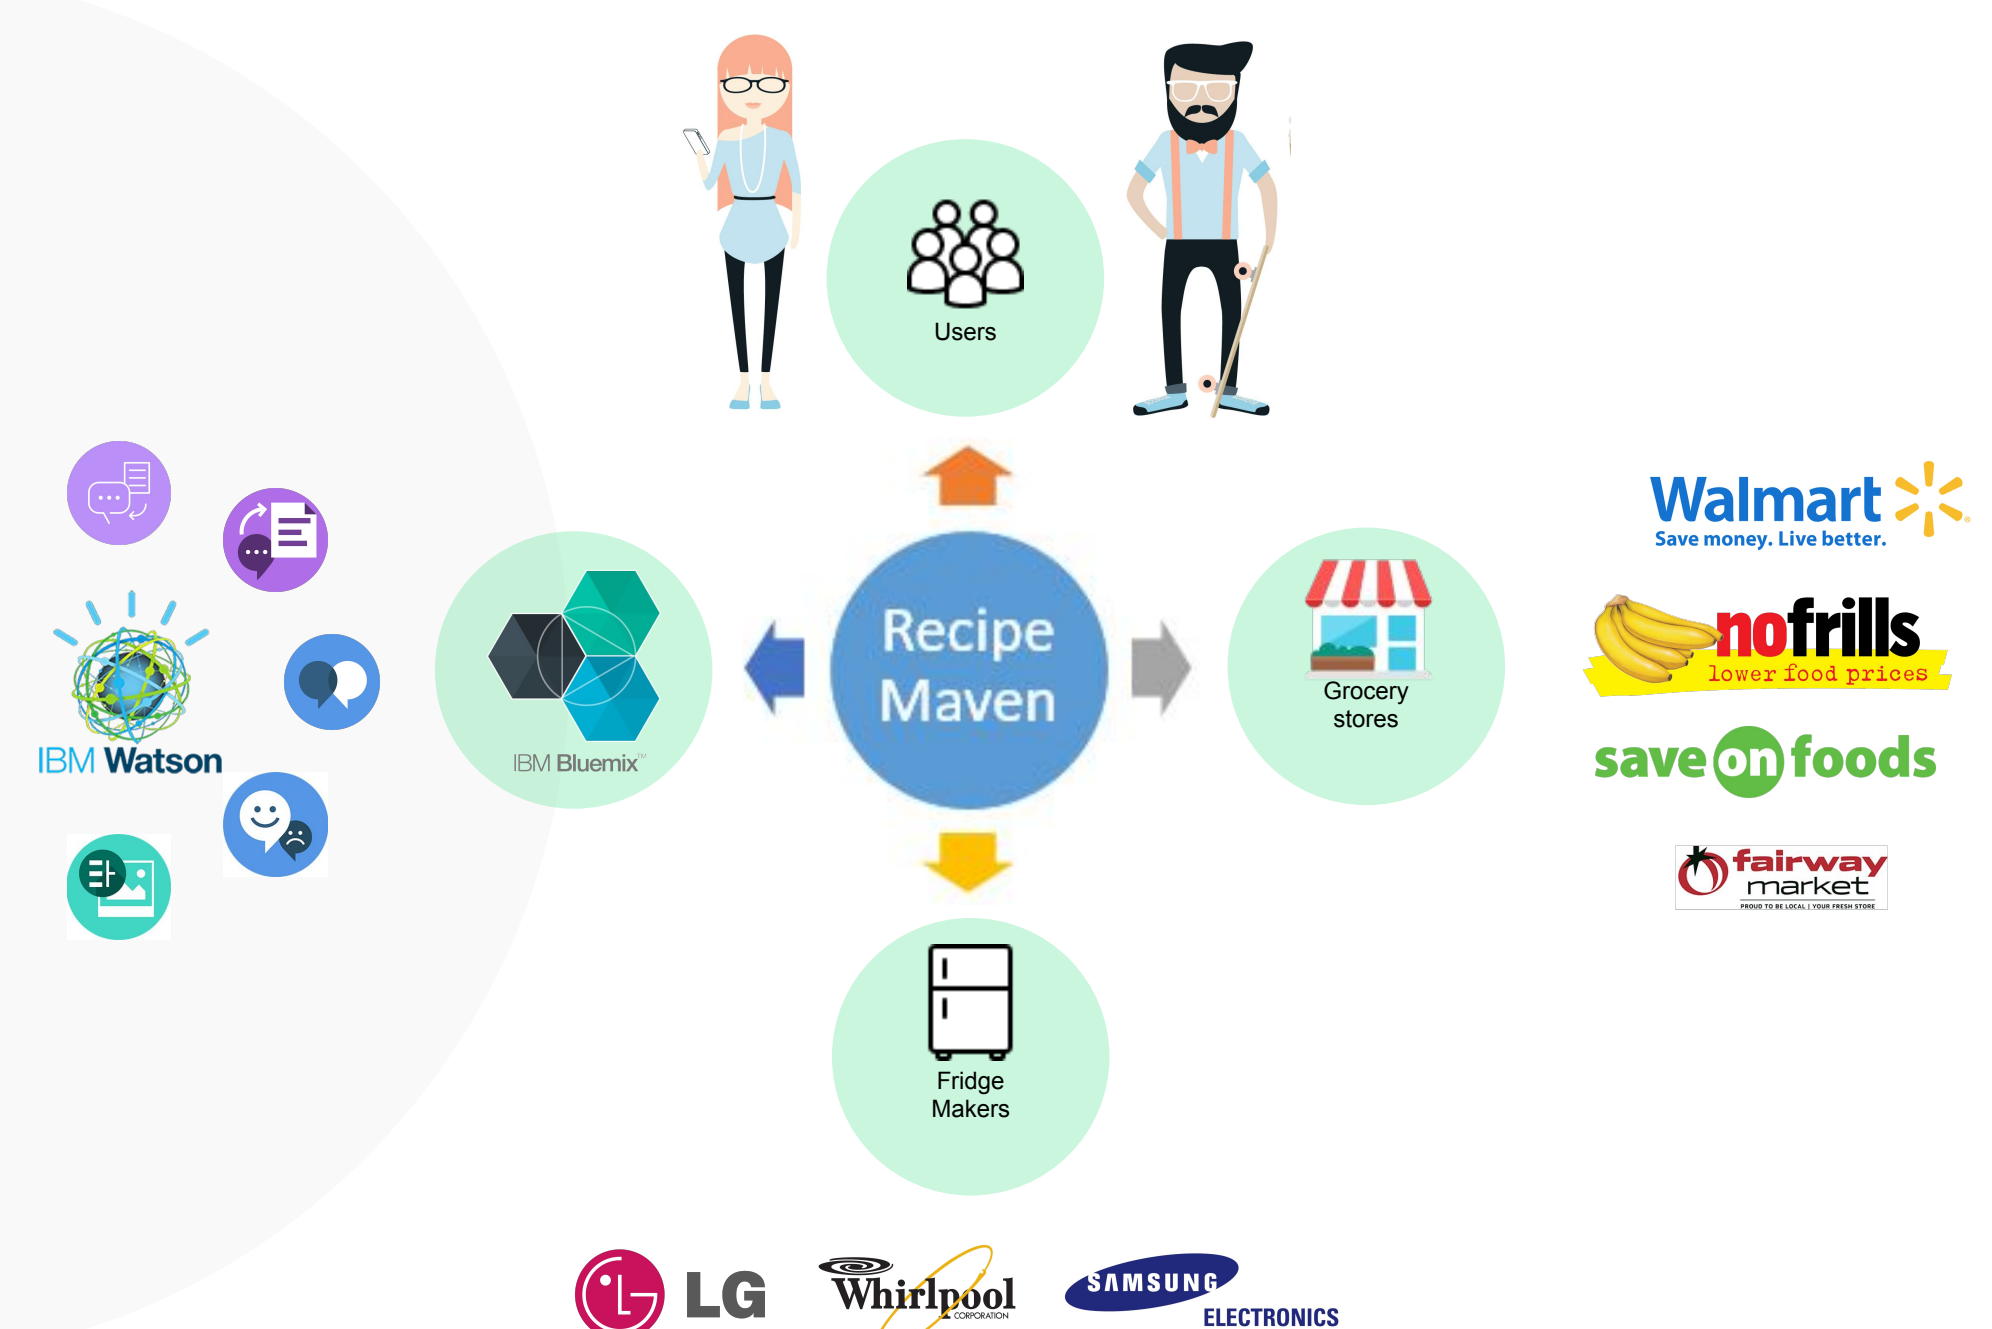 Users
Walmart
Save money. Live better.
nofrills
lower food prices
save on foods
fairway
market
PROUD TO BE LOCAL | YOUR FRESH STORE
Recipe
Maven
Grocery
stores
IBM Watson
IBM Bluemix™
Fridge
Makers
LG
Whirlpool
CORPORATION
SAMSUNG
ELECTRONICS